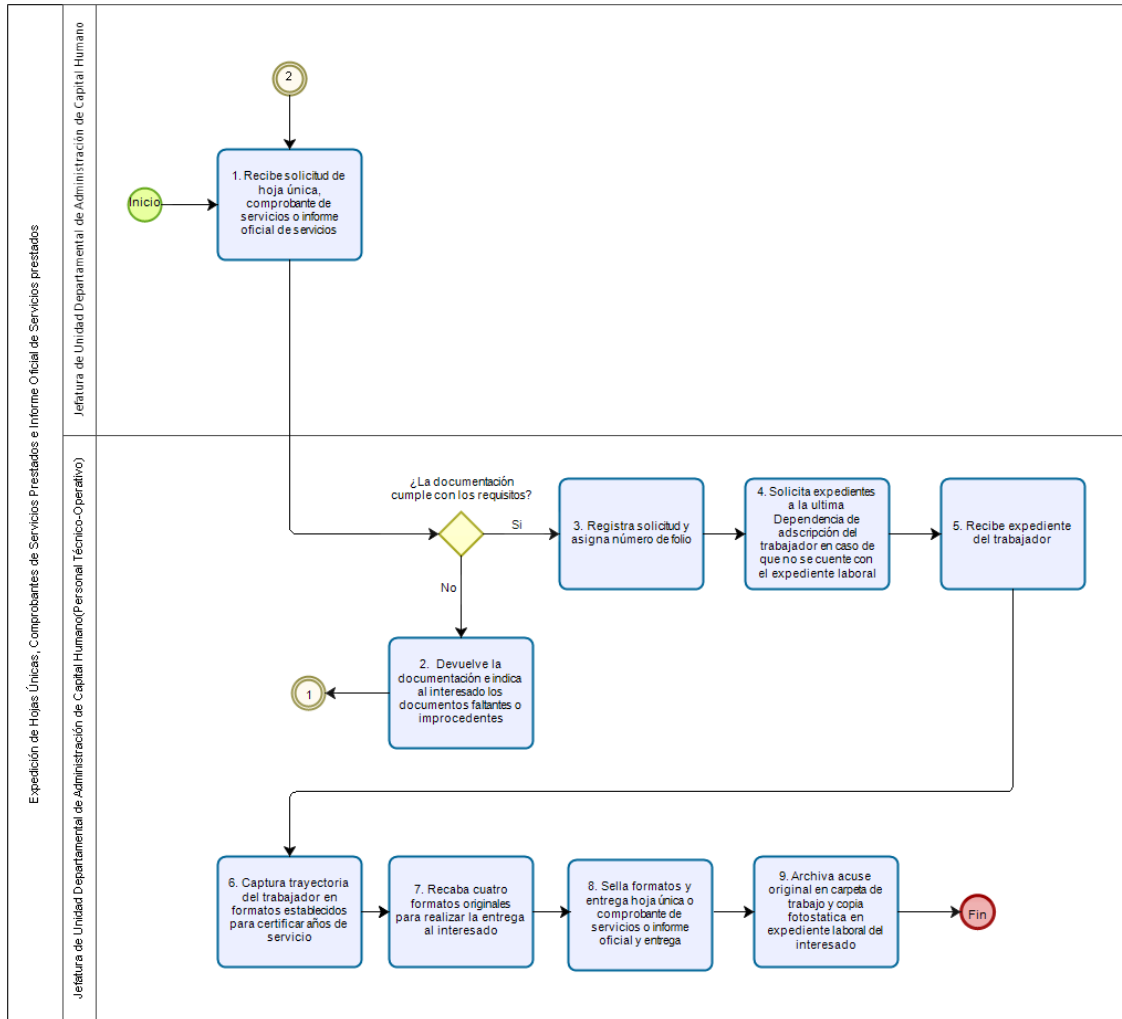 Expedición de Hojas Únicas, Comprobantes de Servicios Prestados e Informe Oficial de Servicios prestados
Jefatura de Unidad Departamental de Administración de Capital Humano
2
Inicio
1. Recibe solicitud de
hoja única,
comprobante de
servicios o informe
oficial de servicios
Jefatura de Unidad Departamental de Administración de Capital Humano(Personal Técnico-Operativo)
¿La documentación
cumple con los requisitos?
Si
No
3. Registra solicitud y
asigna número de folio
4. Solicita expedientes
a la ultima
Dependencia de
adscripción del
trabajador en caso de
que no se cuente con
el expediente laboral
5. Recibe expediente
del trabajador
2. Devuelve la
documentación e indica
al interesado los
documentos faltantes o
improcedentes
1
6. Captura trayectoria
del trabajador en
formatos establecidos
para certificar años de
servicio
7. Recaba cuatro
formatos originales
para realizar la entrega
al interesado
8. Sella formatos y
entrega hoja única o
comprobante de
servicios o informe
oficial y entrega
9. Archiva acuse
original en carpeta de
trabajo y copia
fotostatica en
expediente laboral del
interesado
Fin